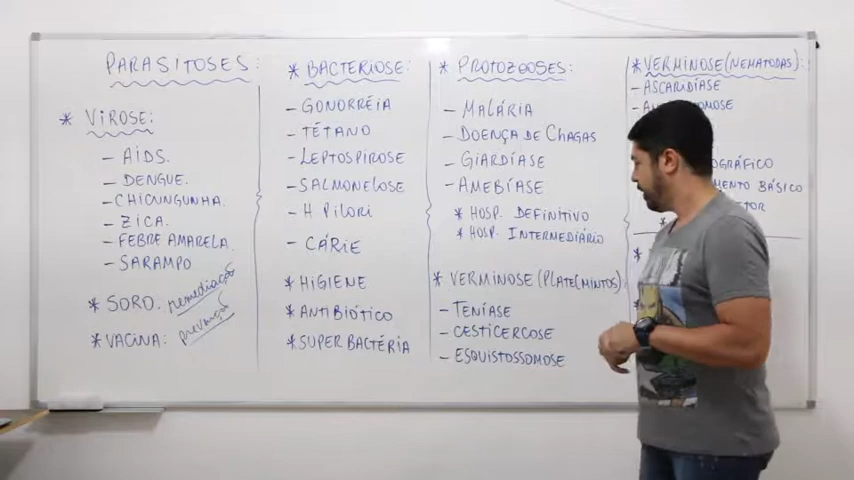 PARASITOSES:
* VIROSE:
- AIDS.
- DENGUE.
- CHICUNGUNHA.
- ZICA.
- FEBRE AMARELA.
- SARAMPO
* SORO. remediação
* VACINA: prevenção
* BACTERIOSE:
- GONORRÉIA
- TÉTANO
- LEPTOSPIROSE
- SALMONELOSE
- H PILORI
- CÁRIE
* HIGIENE
* ANTIBIÓTICO
* SUPERBACTÉRIA
* PROTOZOOSES:
- MALÁRIA
- DOENÇA DE CHAGAS
- GIARDÍASE
- AMEBÍASE
* HOSP. DEFINITIVO
* HOSP. INTERMEDIÁRIO
* VERMINOSE (PLATELMINTOS)
- TENÍASE
- CESTICERCOSE
- ESQUISTOSSOMOSE
* VERMINOSE (NEMATODAS)
- ASCARIDÍASE
BÁSICO